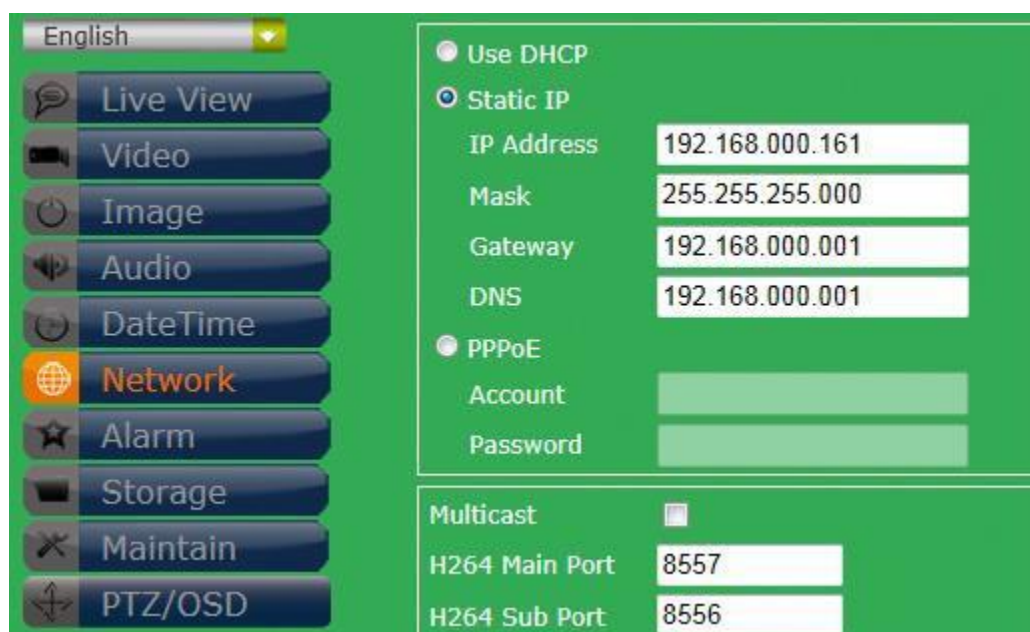 English
Live View
Video
Image
Audio
DateTime
Network
Alarm
Storage
Maintain
PTZ/OSD
Use DHCP
Static IP
IP Address 192.168.000.161
Mask 255.255.255.000
Gateway 192.168.000.001
DNS 192.168.000.001
PPPoE
Account
Password
Multicast
H264 Main Port 8557
H264 Sub Port 8556